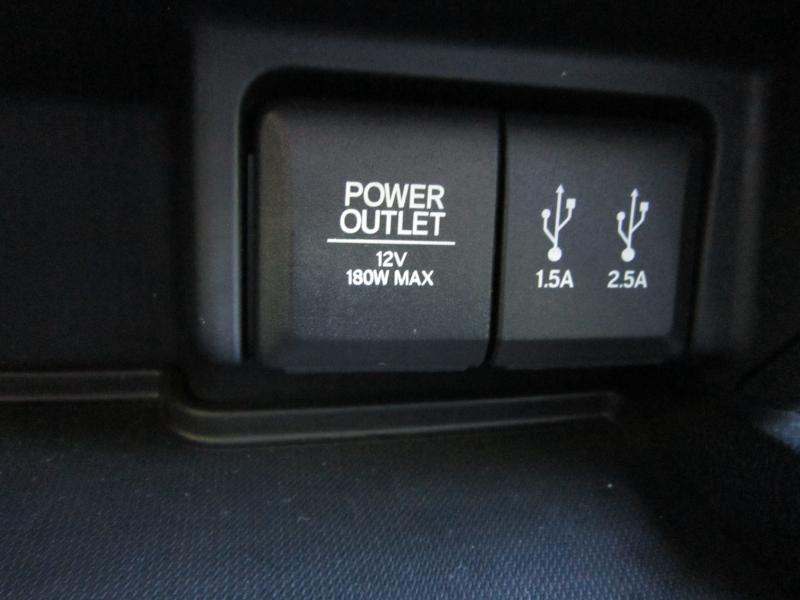 POWER
OUTLET
12V
180W MAX
1.5A 2.5A